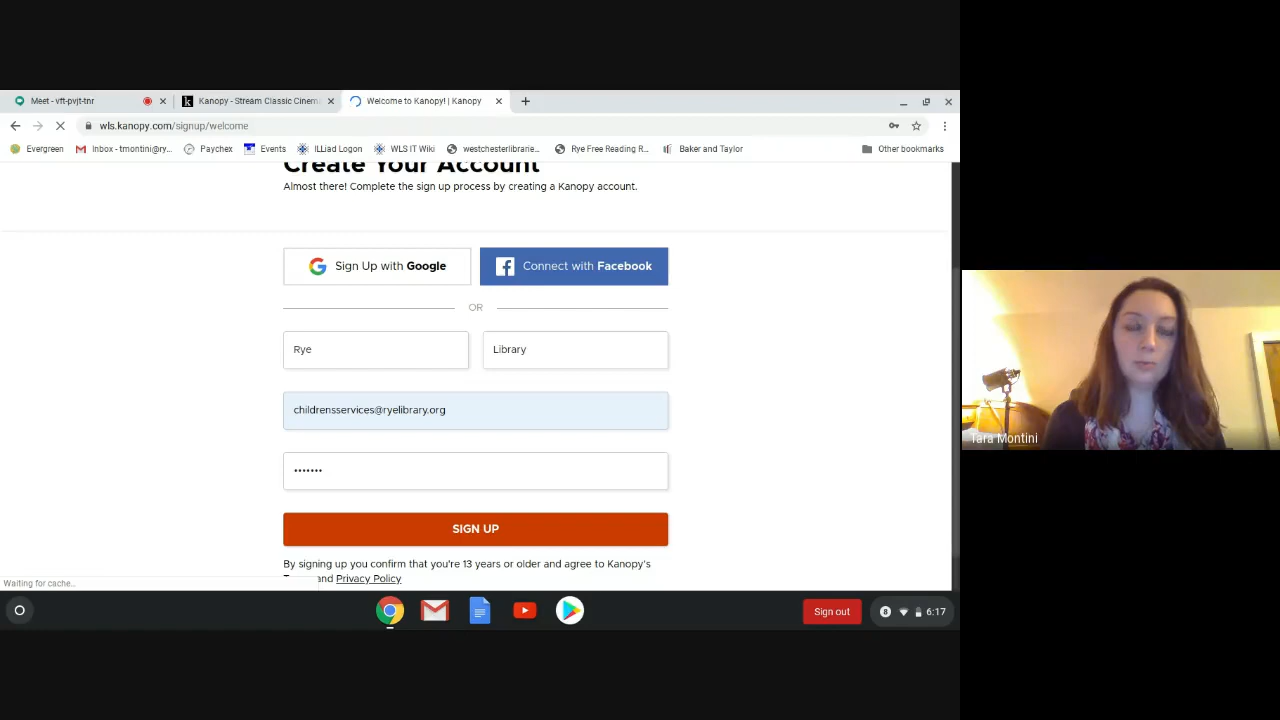 Meet - vft-pvjt-tnr
Kanopy - Stream Classic Cinem
Welcome to Kanopy! | Kanopy
wls.kanopy.com/signup/welcome
Evergreen
Inbox - tmontini@ry...
Paychex
Events
ILLiad Logon
WLS IT Wiki
westchesterlibrarie...
Rye Free Reading R...
Baker and Taylor
Other bookmarks
Create Your Account
Almost there! Complete the sign up process by creating a Kanopy account.
Sign Up with Google
Connect with Facebook
OR
Rye
Library
childrensservices@ryelibrary.org
•••••••
SIGN UP
By signing up you confirm that you're 13 years or older and agree to Kanopy's
and Privacy Policy
Waiting for cache...
Sign out
8
6:17
Tara Montini